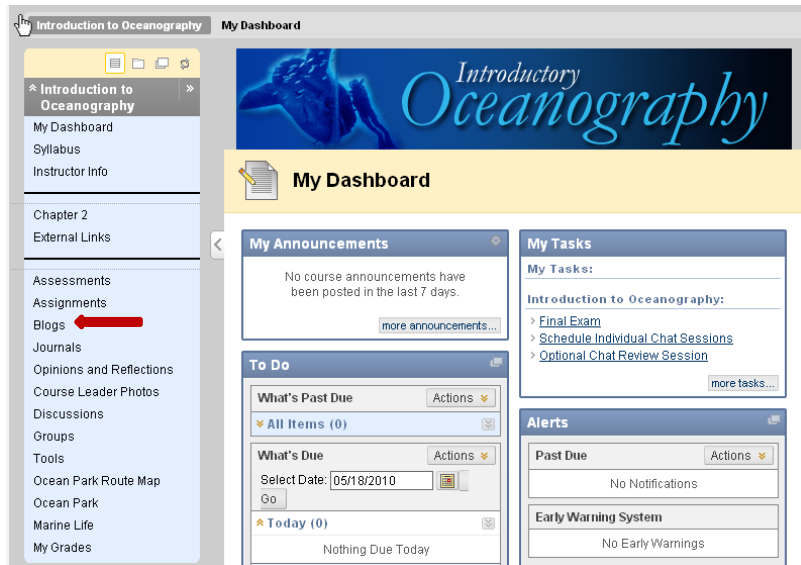 Introduction to Oceanography My Dashboard
Introduction to
Oceanography
My Dashboard
Syllabus
Instructor Info
Chapter 2
External Links
Assessments
Assignments
Blogs
Journals
Opinions and Reflections
Course Leader Photos
Discussions
Groups
Tools
Ocean Park Route Map
Ocean Park
Marine Life
My Grades
Introductory
Oceanography
My Dashboard
My Announcements
No course announcements have
been posted in the last 7 days.
more announcements...
To Do
What's Past Due Actions
All Items (0)
What's Due Actions
Select Date: 05/18/2010
Go
Today (0)
Nothing Due Today
My Tasks
My Tasks:
Introduction to Oceanography:
> Final Exam
> Schedule Individual Chat Sessions
> Optional Chat Review Session
more tasks...
Alerts
Past Due Actions
No Notifications
Early Warning System
No Early Warnings